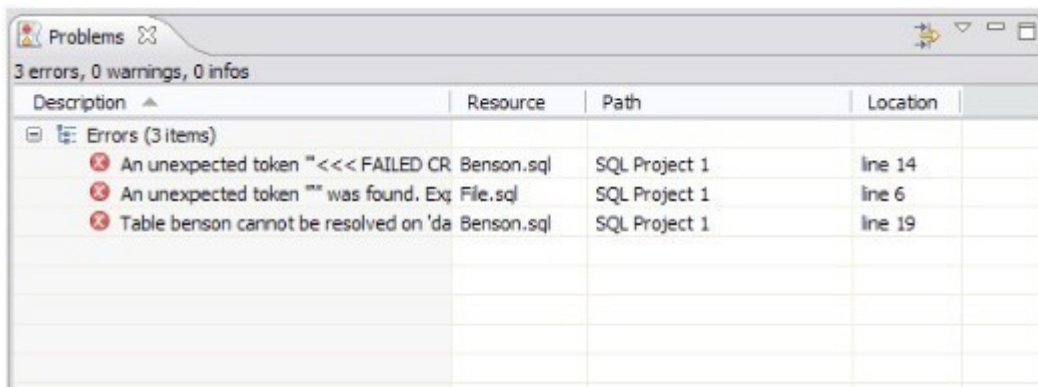 Problems
3 errors, 0 warnings, 0 infos
Description Resource Path Location
Errors (3 items)
An unexpected token "<<< FAILED CR Benson.sql SQL Project 1 line 14
An unexpected token "" was found. Exp File.sql SQL Project 1 line 6
Table benson cannot be resolved on 'da Benson.sql SQL Project 1 line 19